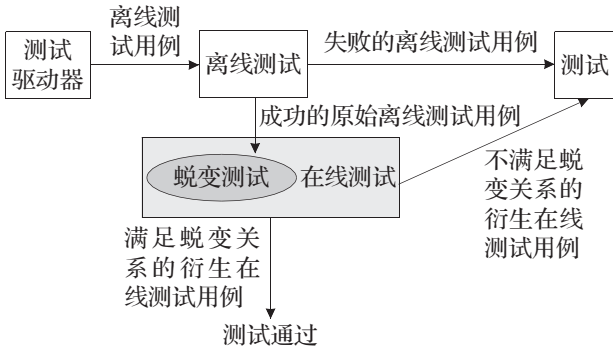 测试
驱动器
离线测
试用例
离线测试
失败的离线测试用例
测试
成功的原始离线测试用例
蜕变测试
在线测试
不满足蜕
变关系的
衍生在线
测试用例
满足蜕变关
系的衍生在
线测试用例
测试通过